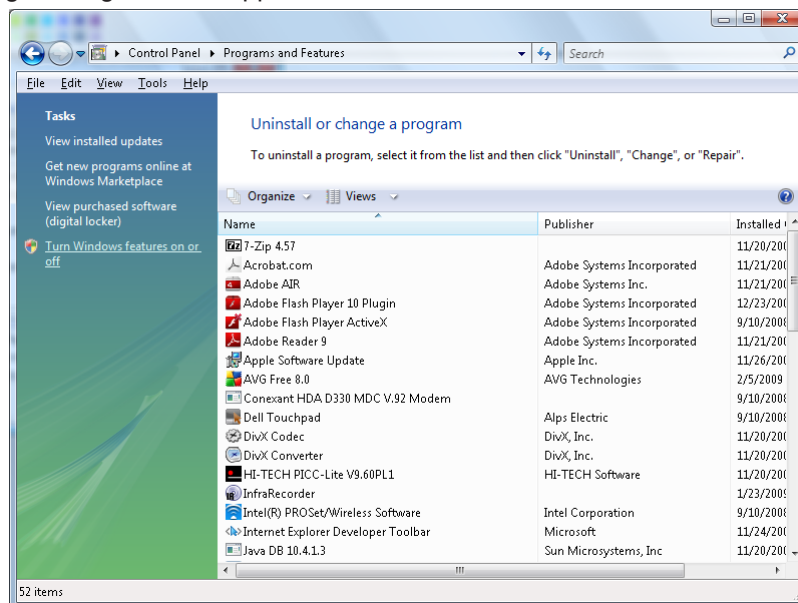 Control Panel ▸ Programs and Features
Search
File Edit View Tools Help
Tasks
View installed updates
Get new programs online at
Windows Marketplace
View purchased software
(digital locker)
Turn Windows features on or
off
Uninstall or change a program
To uninstall a program, select it from the list and then click "Uninstall", "Change", or "Repair".
Organize Views
Name Publisher Installed
7-Zip 4.57 11/20/200
Acrobat.com Adobe Systems Incorporated 11/21/200
Adobe AIR Adobe Systems Inc. 11/21/200
Adobe Flash Player 10 Plugin Adobe Systems Incorporated 12/23/200
Adobe Flash Player ActiveX Adobe Systems Incorporated 9/10/2008
Adobe Reader 9 Adobe Systems Incorporated 11/21/200
Apple Software Update Apple Inc. 11/26/200
AVG Free 8.0 AVG Technologies 2/5/2009
Conexant HDA D330 MDC V.92 Modem 9/10/2008
Dell Touchpad Alps Electric 9/10/2008
DivX Codec DivX, Inc. 11/20/200
DivX Converter DivX, Inc. 11/20/200
HI-TECH PICC-Lite V9.60PL1 HI-TECH Software 11/20/200
InfraRecorder 1/23/2009
Intel(R) PROSet/Wireless Software Intel Corporation 9/10/2008
Internet Explorer Developer Toolbar Microsoft 11/24/200
Java DB 10.4.1.3 Sun Microsystems, Inc 11/20/200
52 items